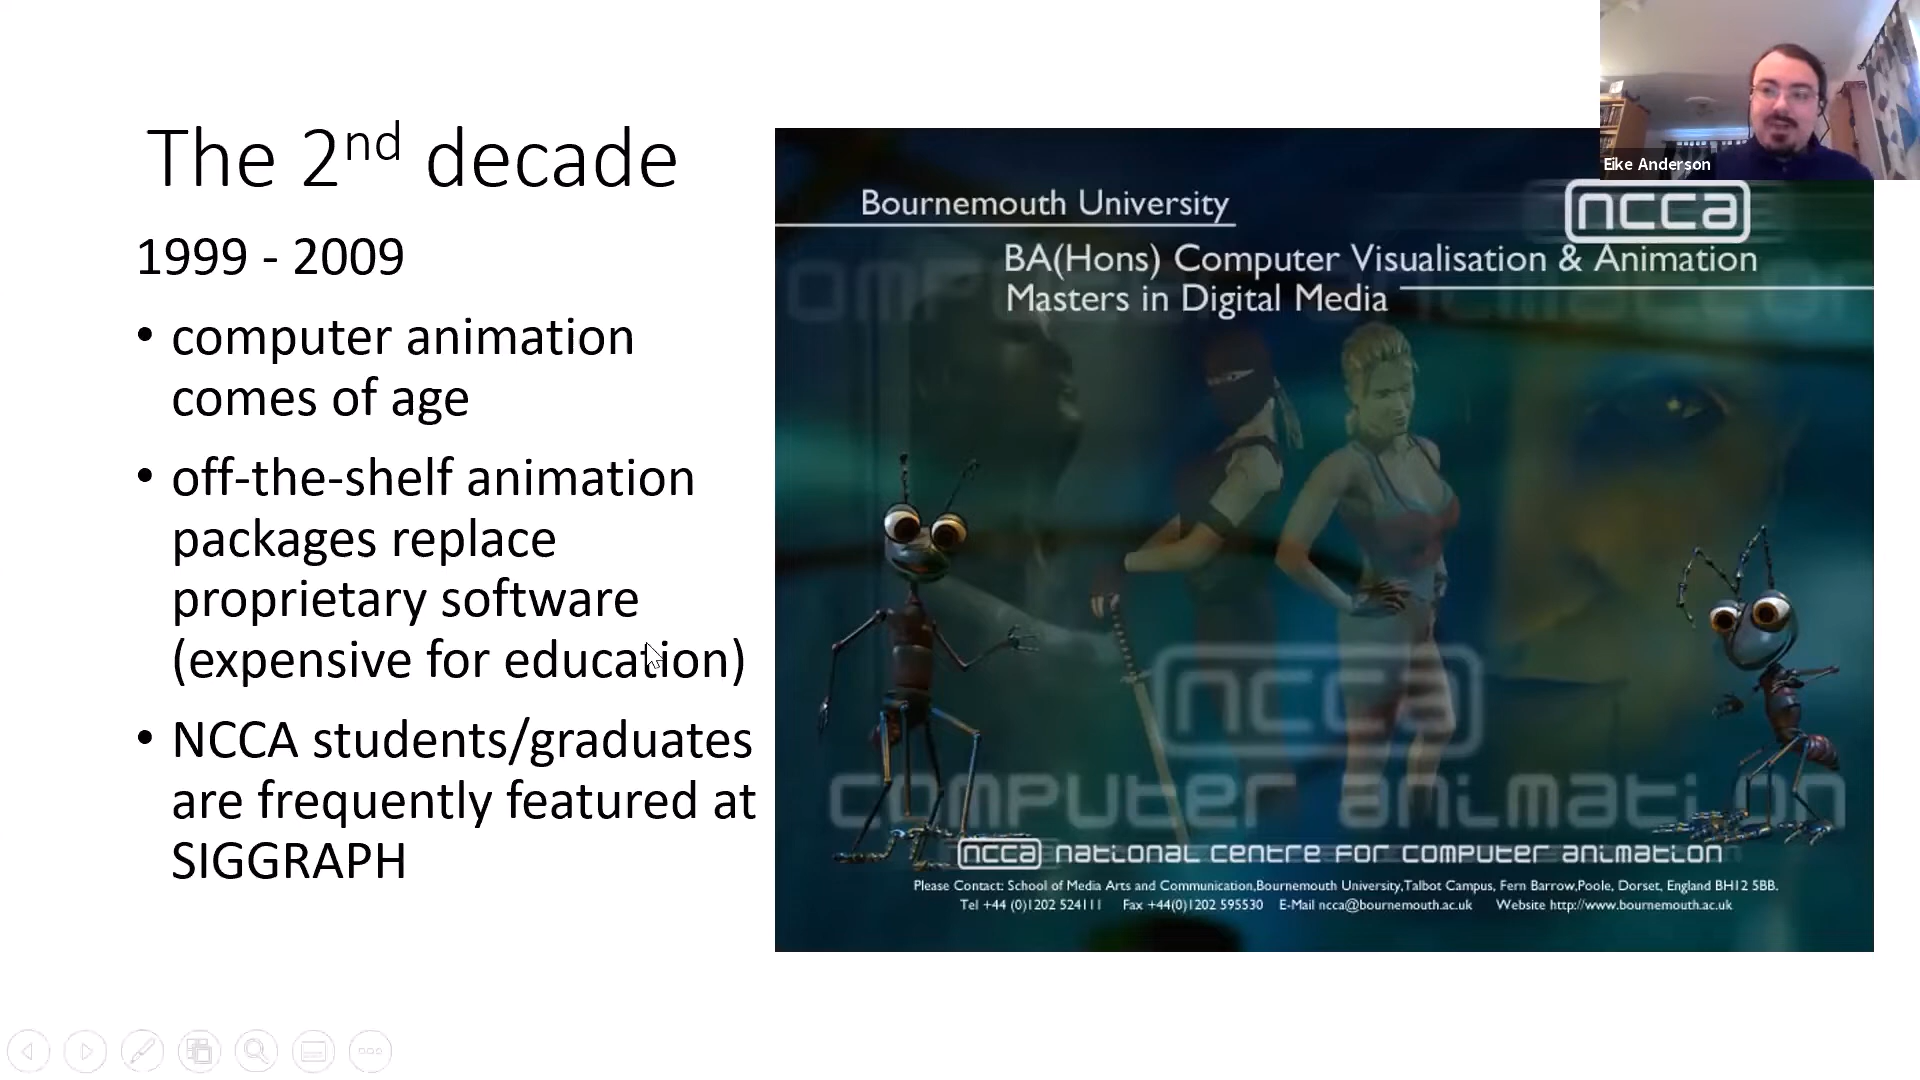 The 2nd decade
1999 - 2009
• computer animation
comes of age
• off-the-shelf animation
packages replace
proprietary software
(expensive for education)
• NCCA students/graduates
are frequently featured at
SIGGRAPH
Eike Anderson
Bournemouth University
ncca
BA(Hons) Computer Visualisation & Animation
Masters in Digital Media
ncca
computer animation
ncca national centre for computer animation
Please Contact: School of Media Arts and Communication,Bournemouth University,Talbot Campus, Fern Barrow,Poole, Dorset, England BH12 5BB.
Tel +44 (0)1202 524111 Fax +44(0)1202 595530 E-Mail ncca@bournemouth.ac.uk Website http://www.bournemouth.ac.uk